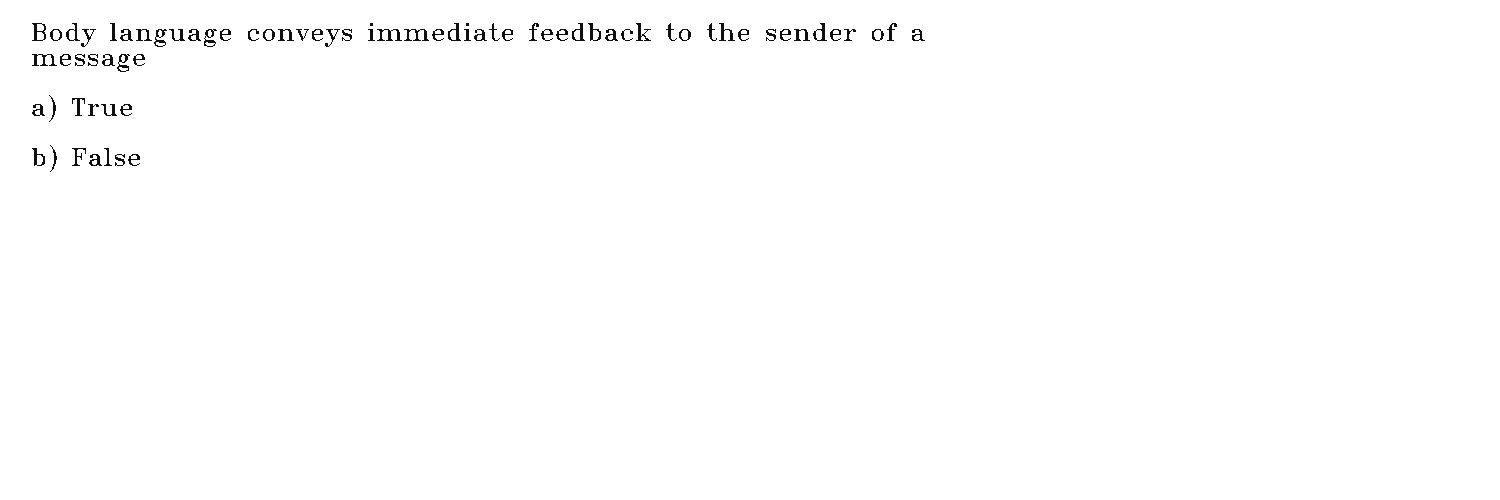 Body language conveys immediate feedback to the sender of a
message
a) True
b) False